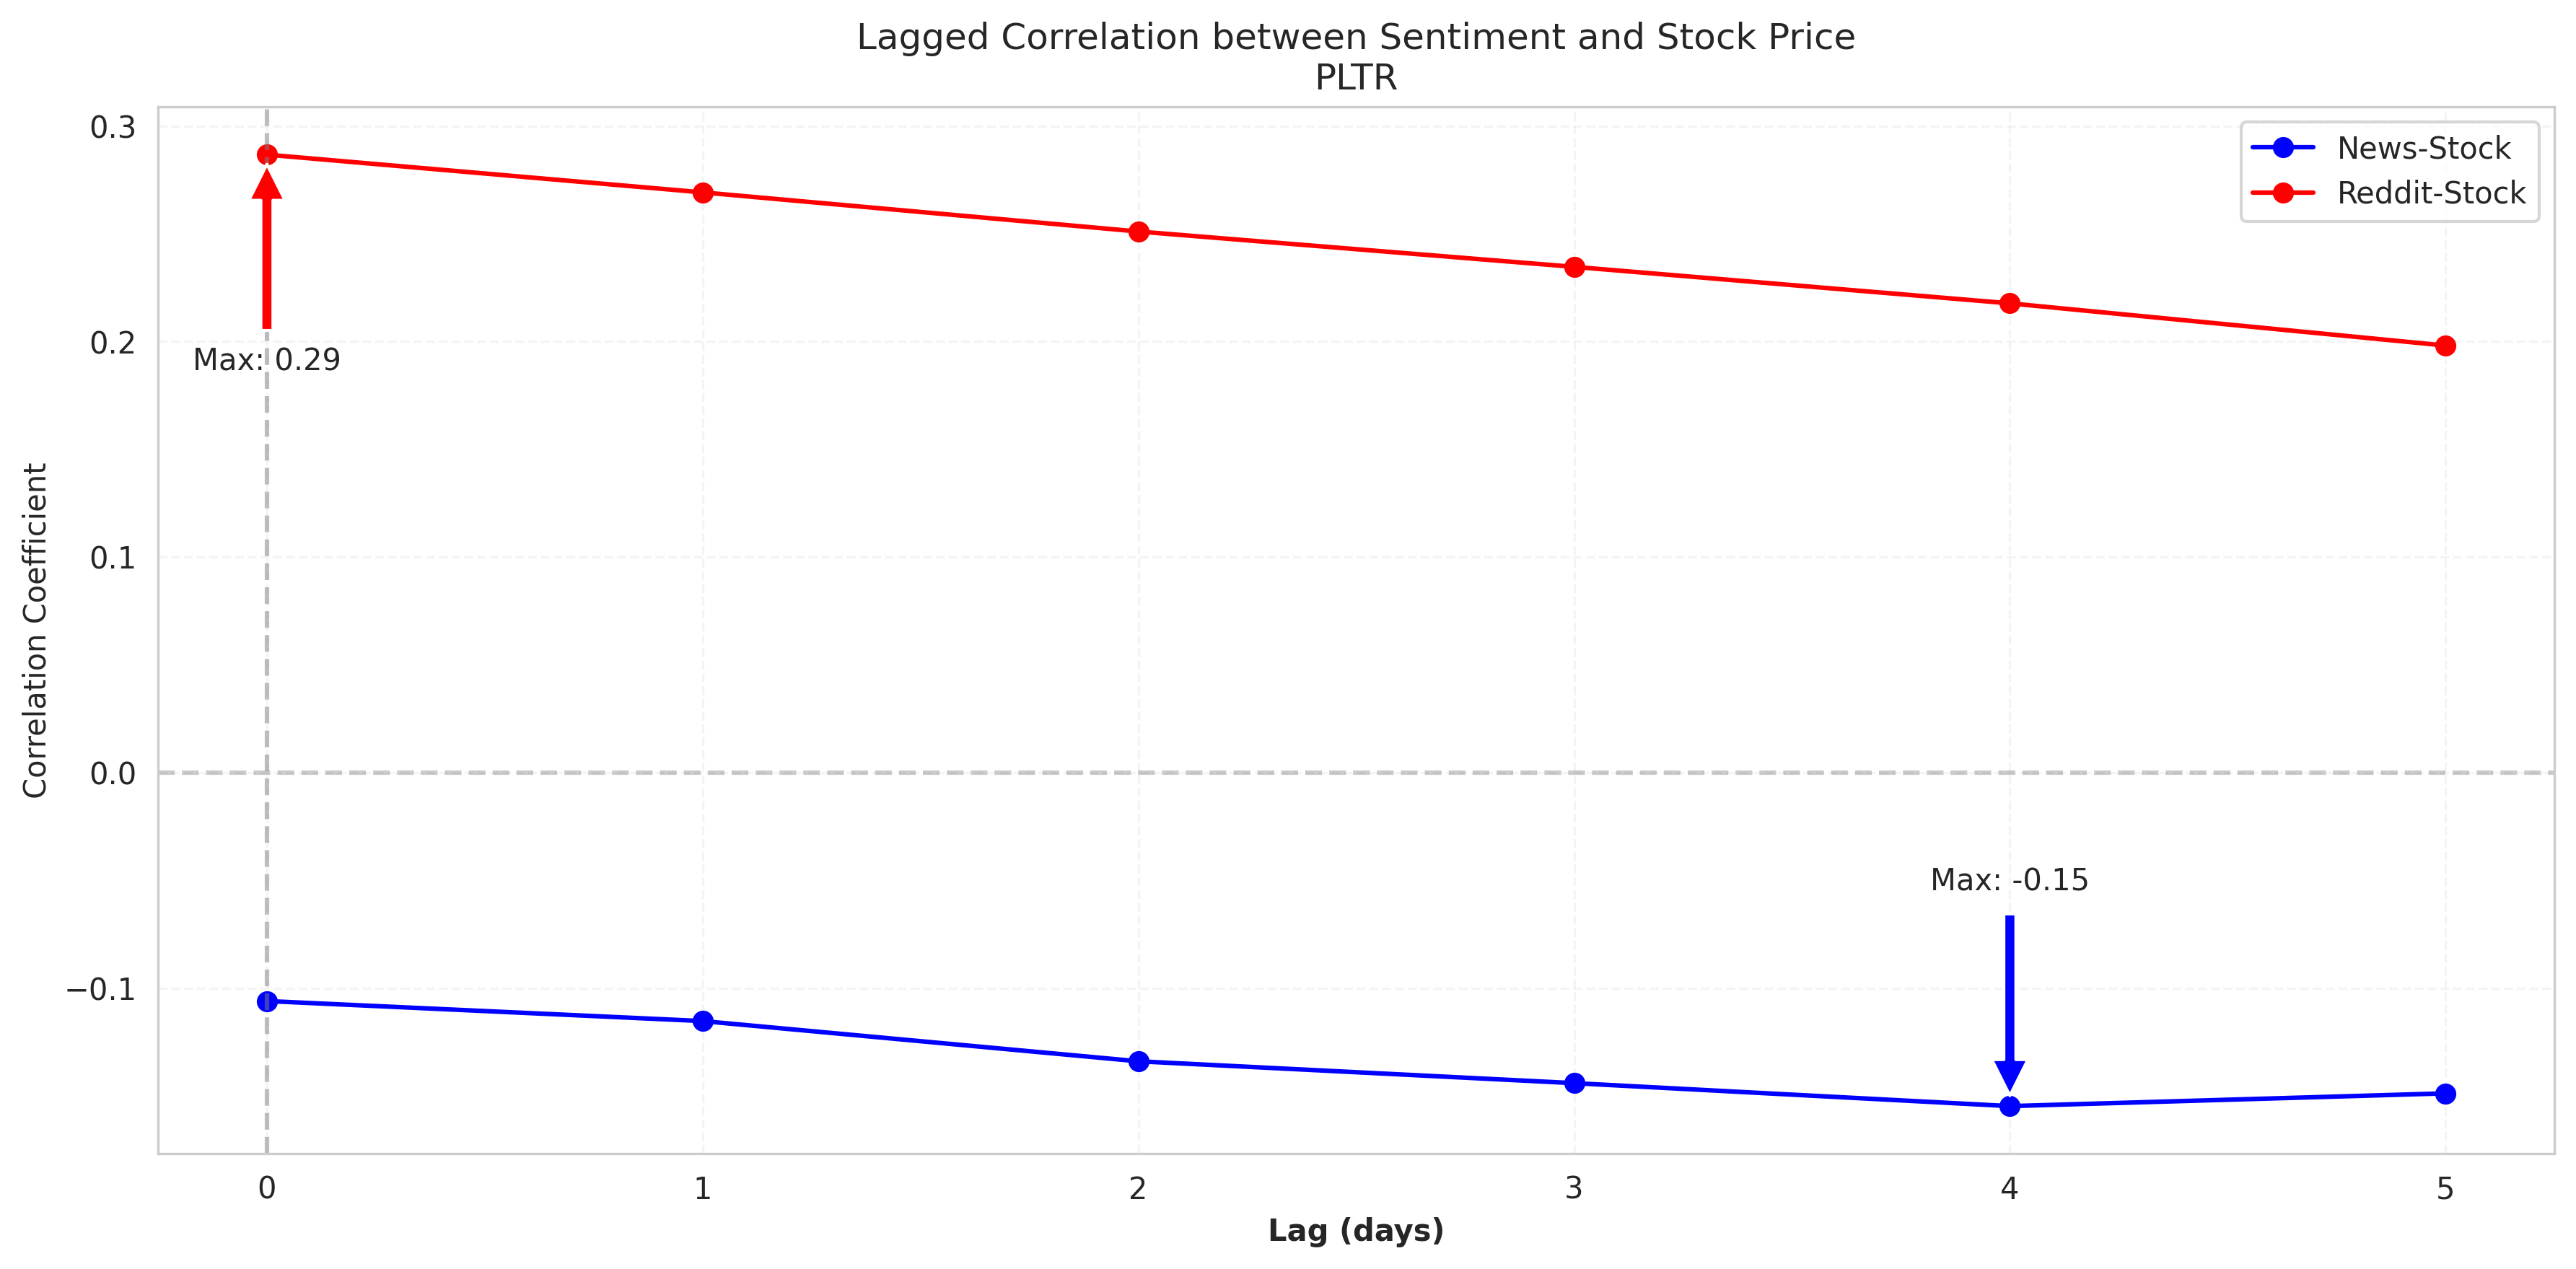 Lagged Correlation between Sentiment and Stock Price
PLTR
News-Stock
Reddit-Stock
Max: 0.29
Max: -0.15
Correlation Coefficient
0.3
0.2
0.1
0.0
−0.1
0
1
2
3
4
5
Lag (days)